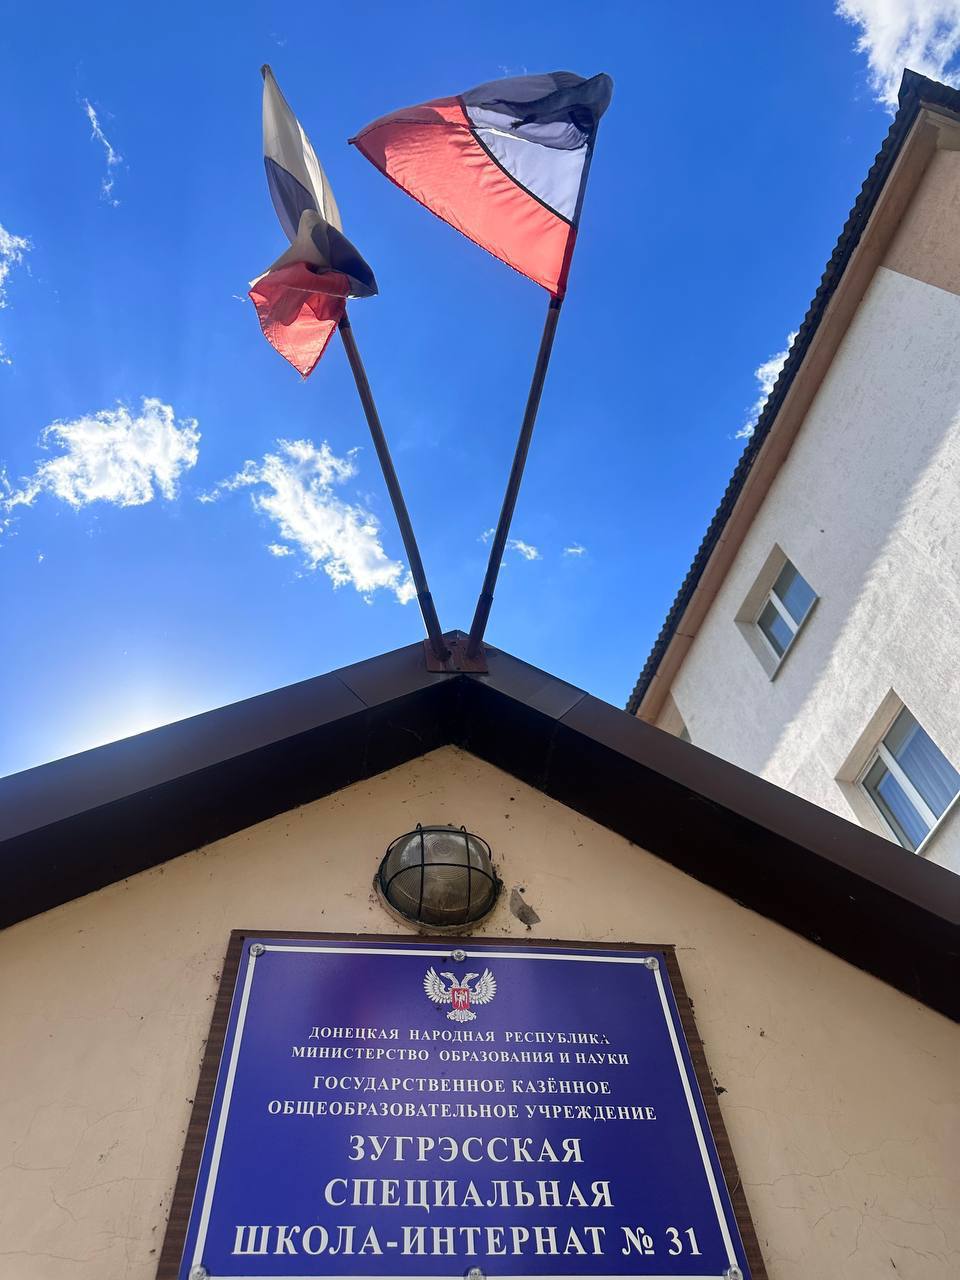 ДОНЕЦКАЯ НАРОДНАЯ РЕСПУБЛИКА
МИНИСТЕРСТВО ОБРАЗОВАНИЯ И НАУКИ
ГОСУДАРСТВЕННОЕ КАЗЁННОЕ
ОБЩЕОБРАЗОВАТЕЛЬНОЕ УЧРЕЖДЕНИЕ
ЗУГРЭССКАЯ
СПЕЦИАЛЬНАЯ
ШКОЛА-ИНТЕРНАТ № 31